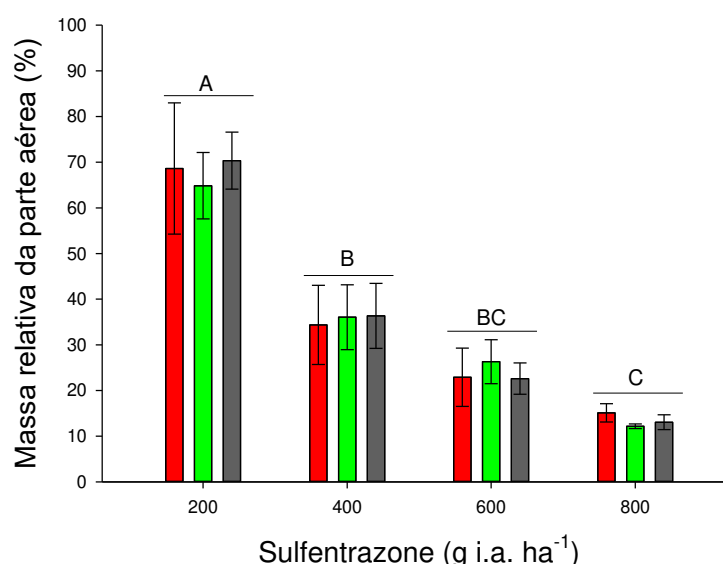 Massa relativa da parte aérea (%)
100
90
80
70
60
50
40
30
20
10
0
A
B
BC
C
200 400 600 800
Sulfentrazone (g i.a. ha⁻¹)